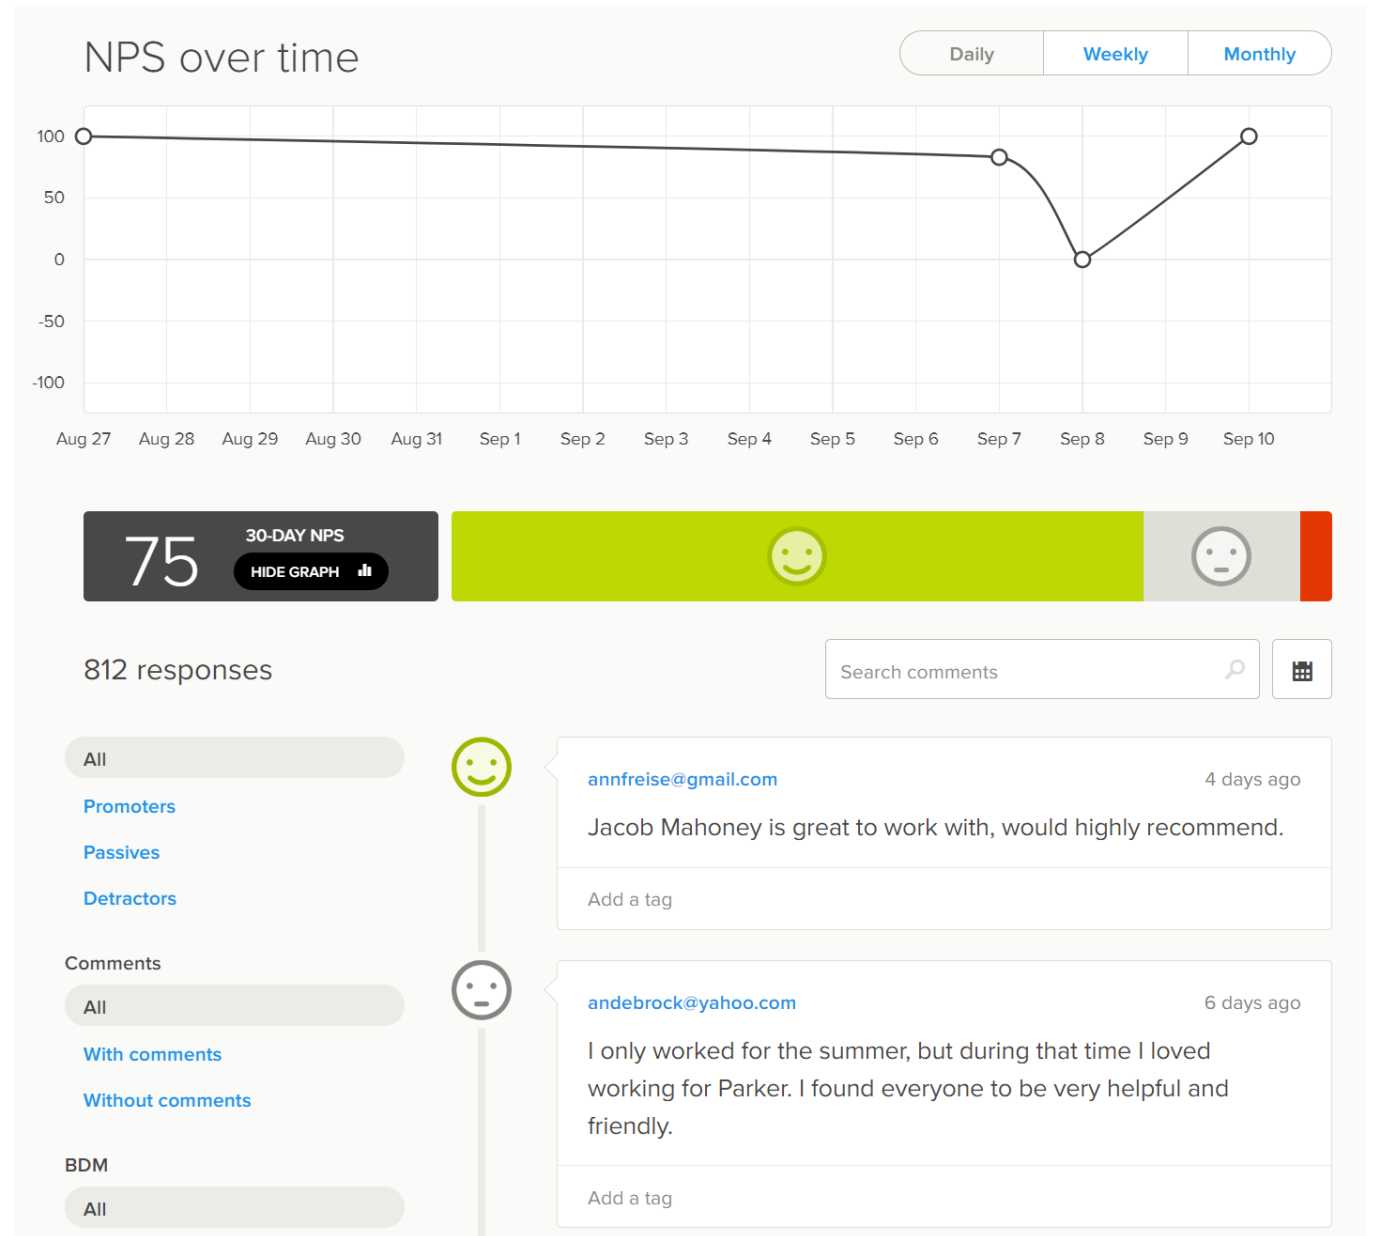 NPS over time
Daily
Weekly
Monthly
100
50
0
-50
-100
Aug 27
Aug 28
Aug 29
Aug 30
Aug 31
Sep 1
Sep 2
Sep 3
Sep 4
Sep 5
Sep 6
Sep 7
Sep 8
Sep 9
Sep 10
75
30-DAY NPS
HIDE GRAPH
812 responses
Search comments
All
Promoters
Passives
Detractors
Comments
All
With comments
Without comments
BDM
All
annfreise@gmail.com
4 days ago
Jacob Mahoney is great to work with, would highly recommend.
Add a tag
andebrock@yahoo.com
6 days ago
I only worked for the summer, but during that time I loved
working for Parker. I found everyone to be very helpful and
friendly.
Add a tag